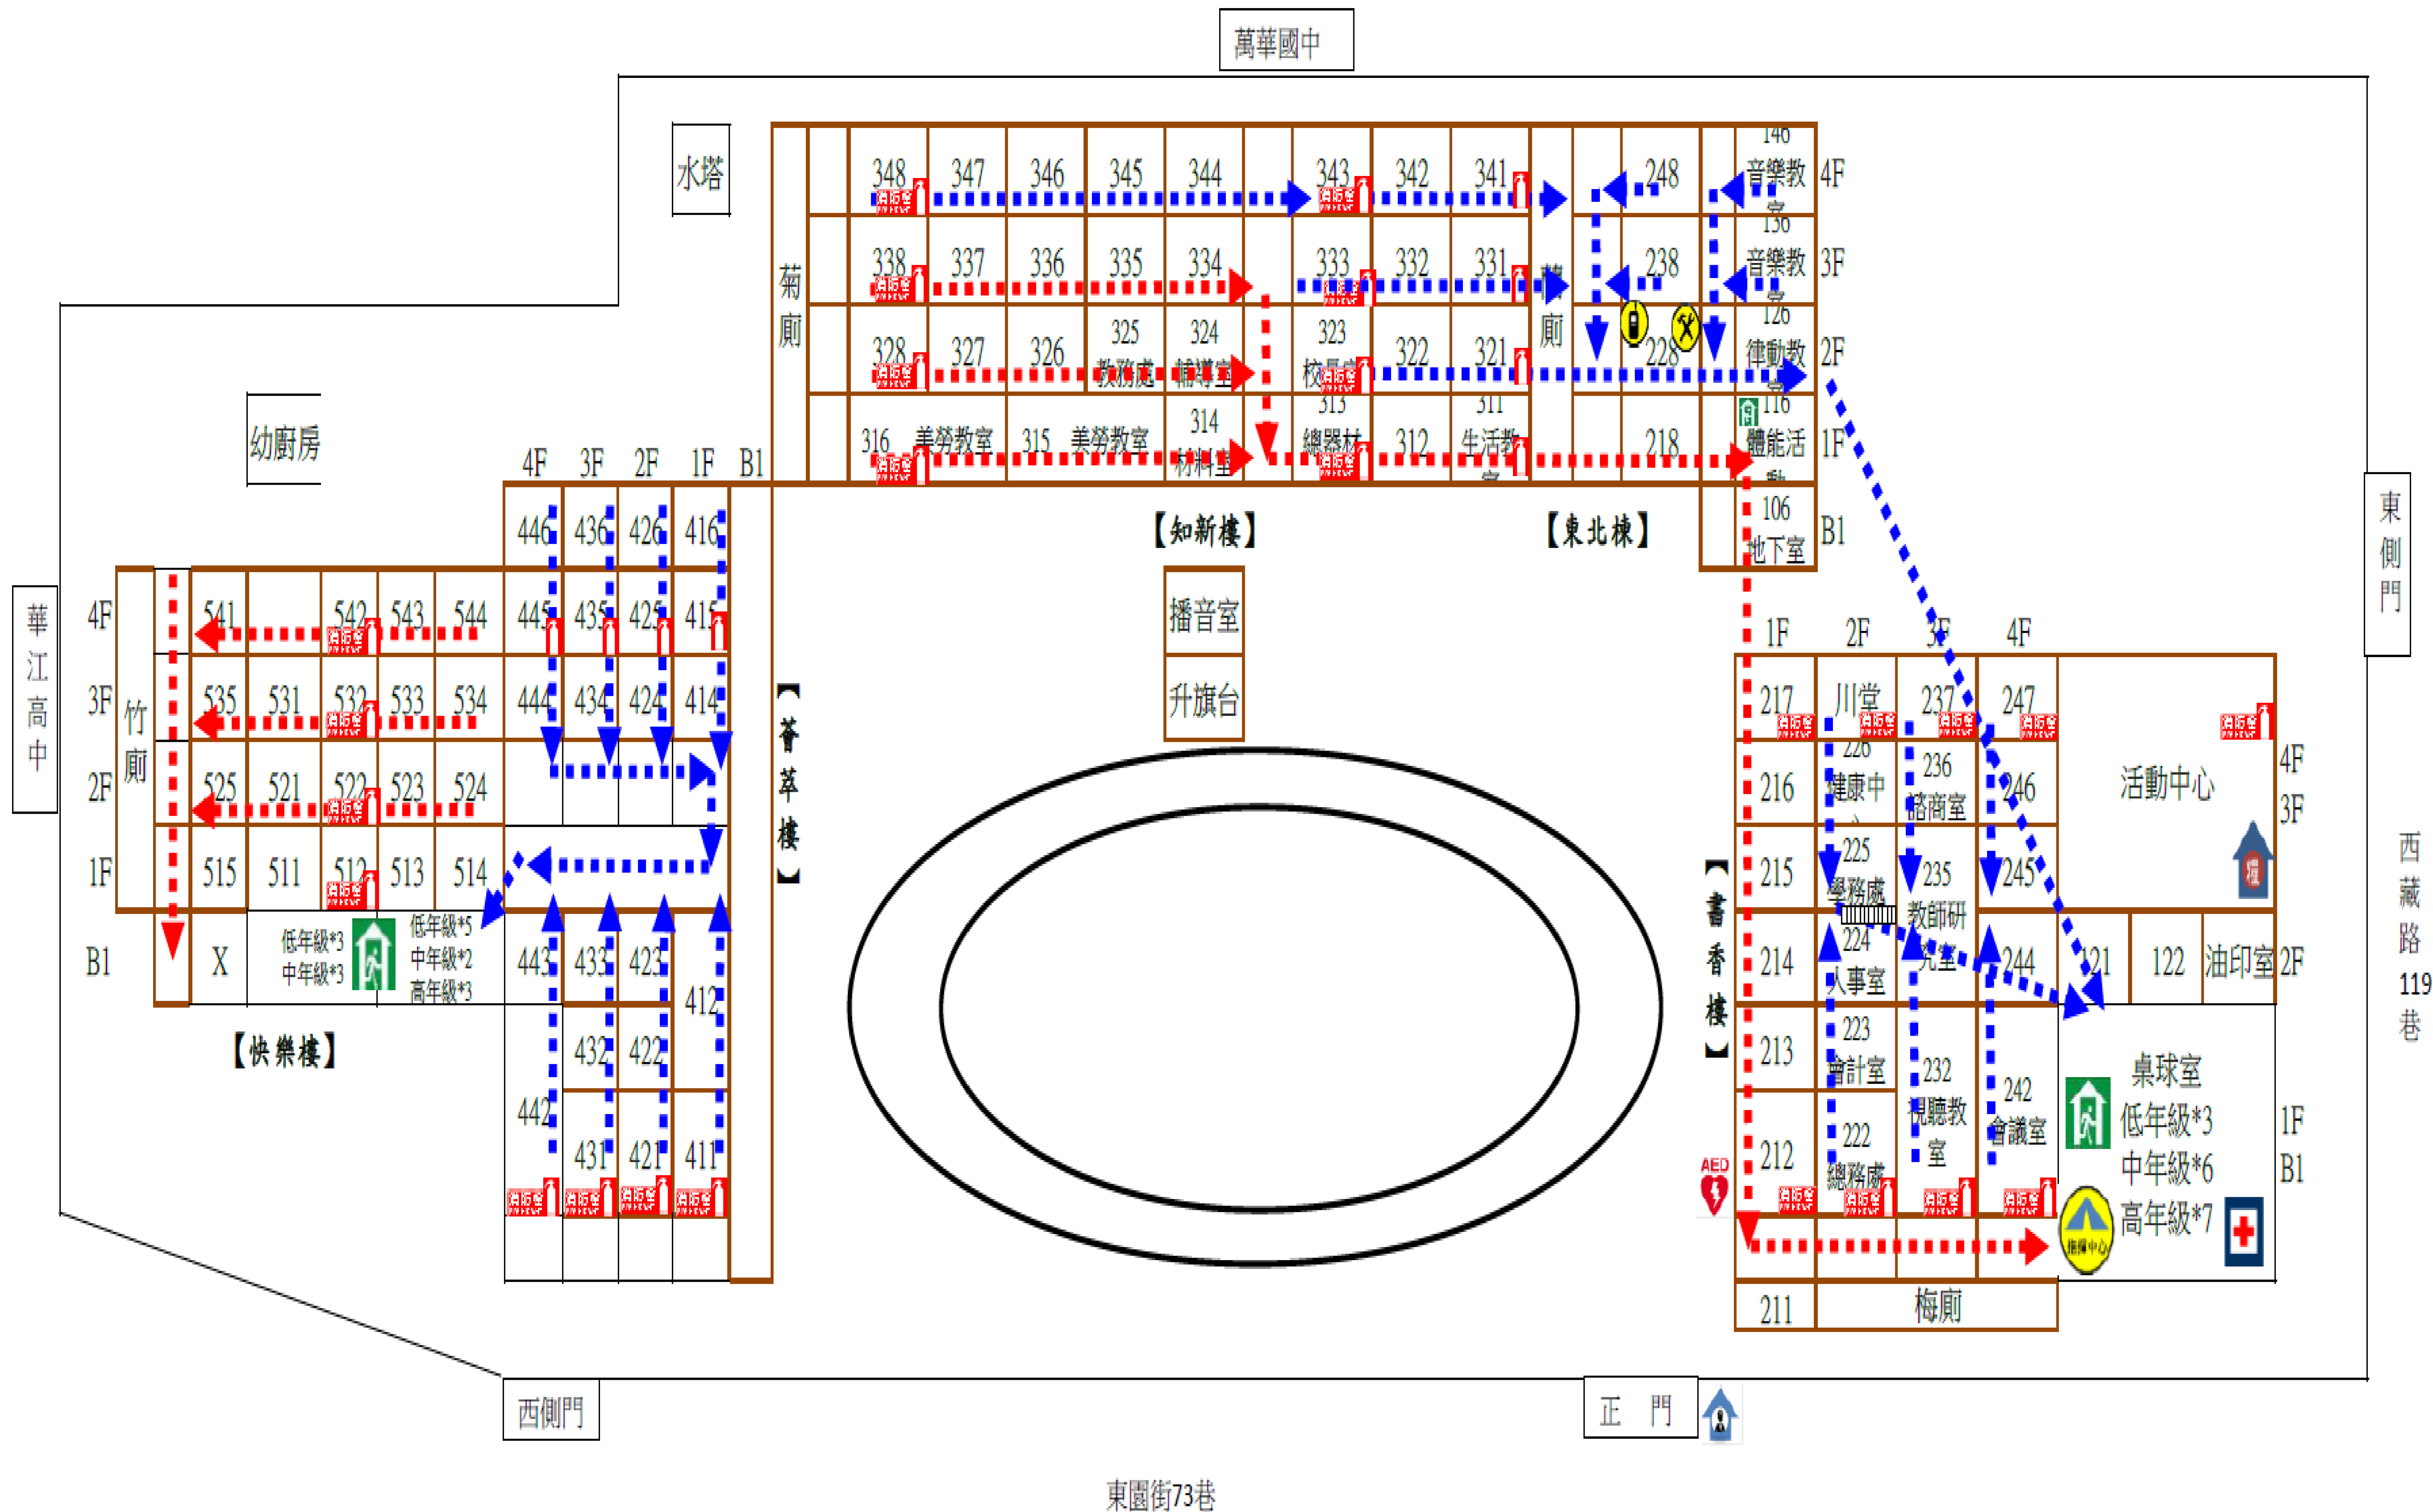 萬華國中
水塔
348 347 346 345 344 343 342 341 248 146 音樂教室 4F
338 337 336 335 334 333 332 331 238 136 音樂教室 3F
菊廁
蘭廁
328 327 326 325 教務處 324 輔導室 323 校長室 322 321 228 126 律動教室 2F
316 美勞教室 315 美勞教室 314 材料室 313 總器材 312 311 生活教室 218 116 體能活動 1F
106 地下室 B1
【知新樓】
【東北棟】
幼廚房
4F 3F 2F 1F B1
446 436 426 416
445 435 425 415
444 434 424 414
443 433 423 412
432 422
442 431 421 411
【薈萃樓】
華江高中
竹廁
4F 541 542 543 544
3F 535 531 532 533 534
2F 525 521 522 523 524
1F 515 511 512 513 514
B1 X
低年級*3
中年級*3
低年級*5
中年級*2
高年級*3
【快樂樓】
播音室
升旗台
東側門
1F 2F 3F 4F
217 川堂 237 247
216 226 健康中心 236 諮商室 246
215 225 學務處 235 教師研究室 245
214 224 人事室 244 121 122 油印室 2F
213 223 會計室 232 視聽教室 242 會議室
212 222 總務處
211 梅廁
【書香樓】
活動中心
4F
3F
糧
桌球室
低年級*3
中年級*6
高年級*7
1F
B1
指揮中心
AED
西藏路119巷
西側門
正 門
東園街73巷